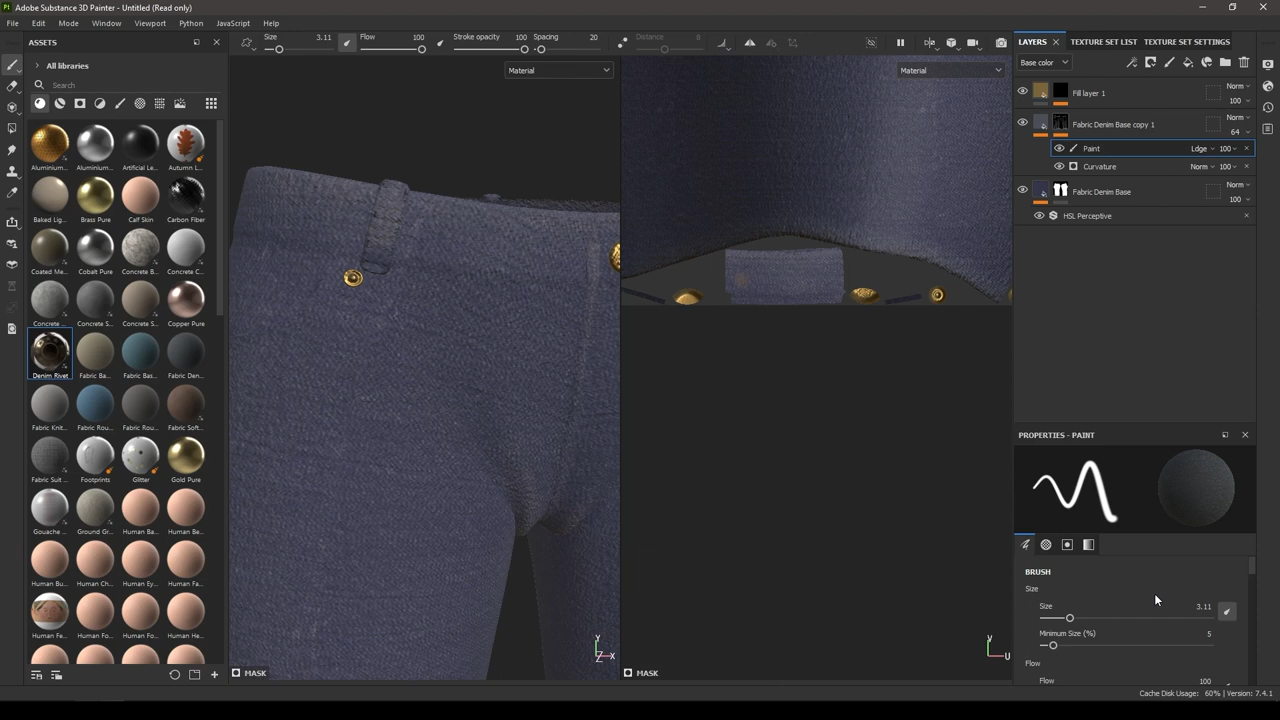 Adobe Substance 3D Painter - Untitled (Read only)
File Edit Mode Window Viewport Python JavaScript Help
Size 3.11 Flow 100 Stroke opacity 100 Spacing 20 Distance 8
ASSETS
All libraries
Search
Aluminium... Aluminium... Artificial Le... Autumn L...
Baked Lig... Brass Pure Calf Skin Carbon Fiber
Coated Me... Cobalt Pure Concrete B... Concrete C...
Concrete ... Concrete S... Concrete S... Copper Pure
Denim Rivet Fabric Ba... Fabric Bas... Fabric Den...
Fabric Knit... Fabric Rou... Fabric Rou... Fabric Soft...
Fabric Suit ... Footprints Glitter Gold Pure
Gouache ... Ground Gr... Human Ba... Human Be...
Human Bu... Human Ch... Human Ey... Human Fa...
Human Fe... Human Fo... Human Fo... Human He...
Material
Y
Z X
MASK
Material
V
U
MASK
LAYERS TEXTURE SET LIST TEXTURE SET SETTINGS
Base color
Fill layer 1 Norm 100
Fabric Denim Base copy 1 Norm 64
Paint Ldge 100
Curvature Norm 100
Fabric Denim Base Norm 100
HSL Perceptive
PROPERTIES - PAINT
BRUSH
Size
Size 3.11
Minimum Size (%) 5
Flow
Flow 100
Cache Disk Usage: 60% | Version: 7.4.1